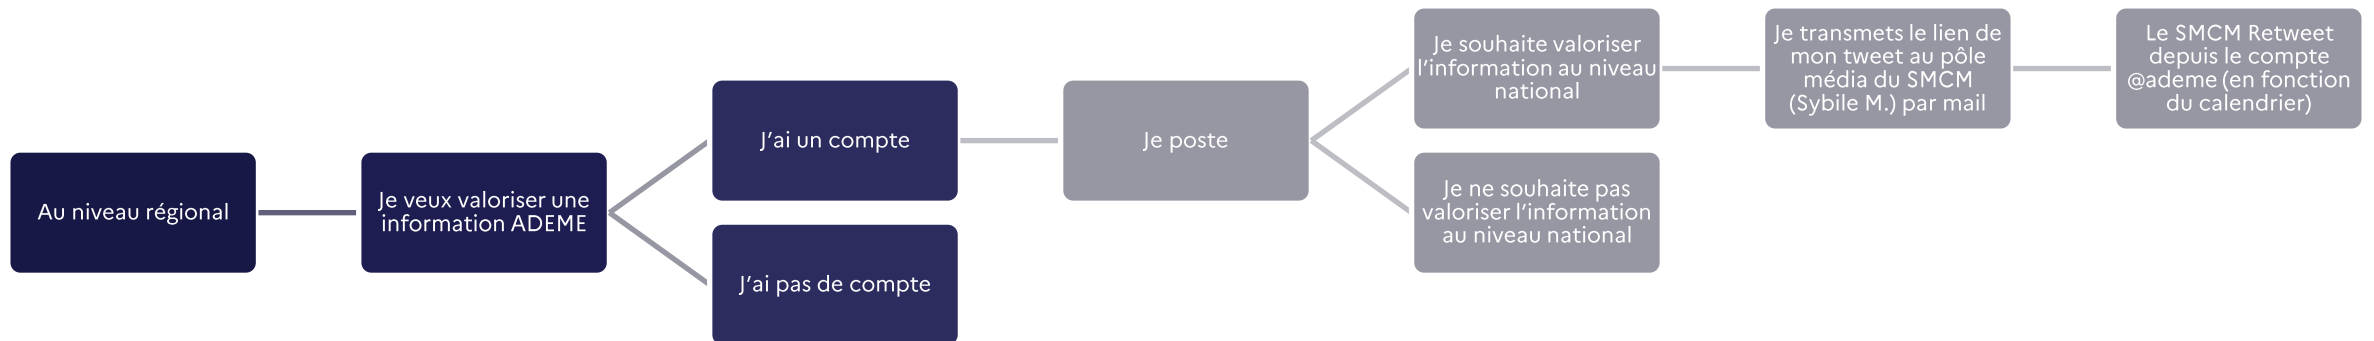 Au niveau régional
Je veux valoriser une
information ADEME
J’ai un compte
J’ai pas de compte
Je poste
Je souhaite valoriser
l’information au niveau
national
Je ne souhaite pas
valoriser l’information
au niveau national
Je transmets le lien de
mon tweet au pôle
média du SMCM
(Sybile M.) par mail
Le SMCM Retweet
depuis le compte
@ademe (en fonction
du calendrier)